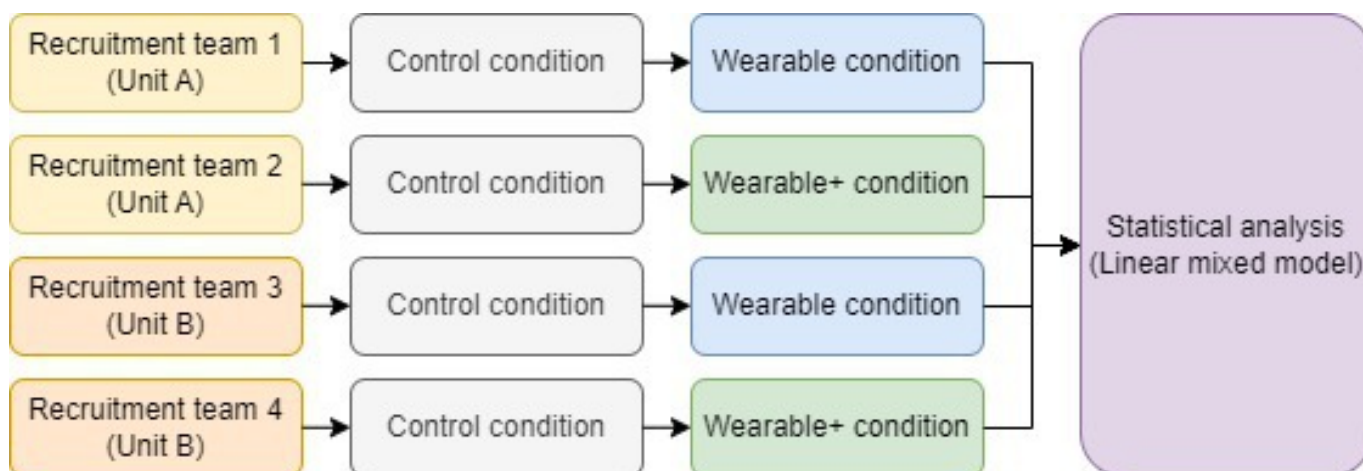 Recruitment team 1
(Unit A)
Control condition
Wearable condition
Recruitment team 2
(Unit A)
Control condition
Wearable+ condition
Recruitment team 3
(Unit B)
Control condition
Wearable condition
Recruitment team 4
(Unit B)
Control condition
Wearable+ condition
Statistical analysis
(Linear mixed model)